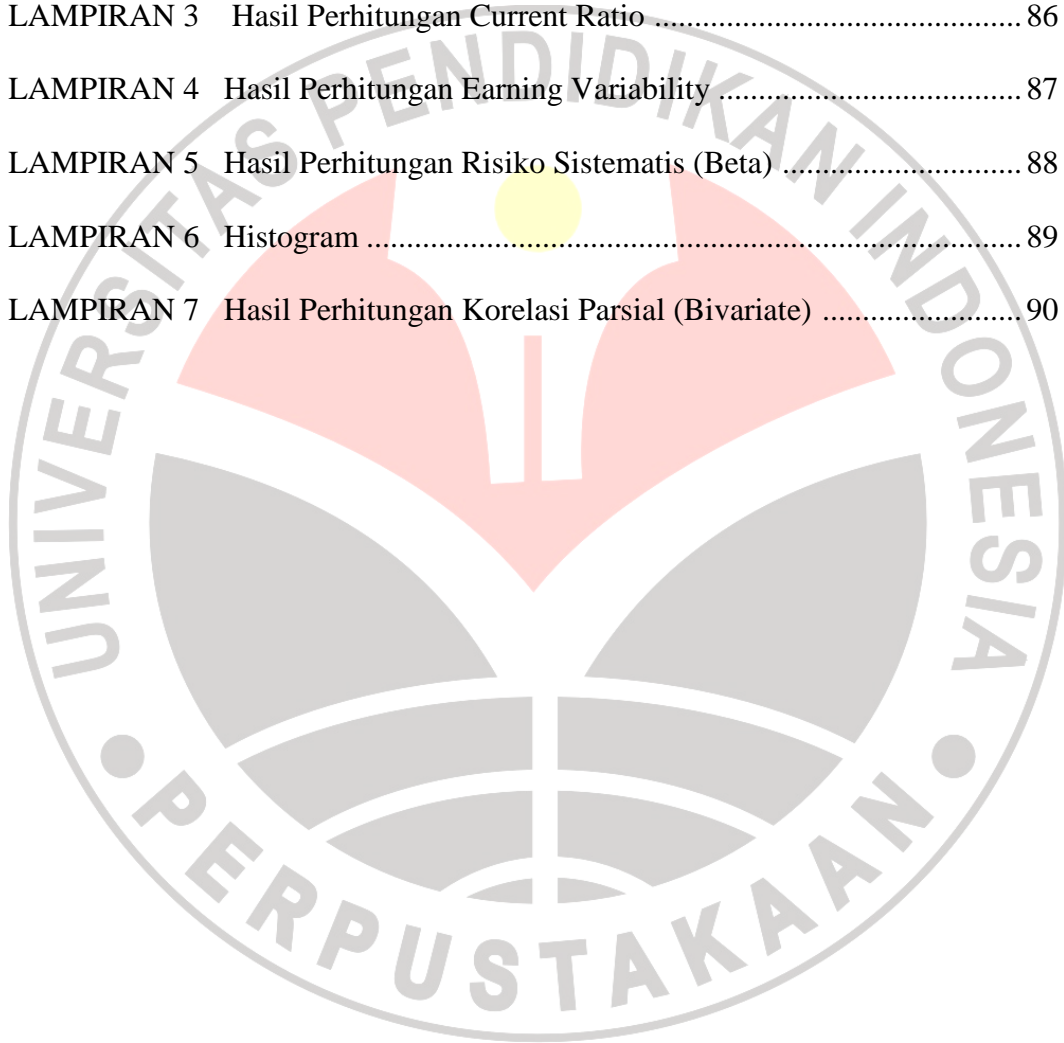 LAMPIRAN 3 Hasil Perhitungan Current Ratio ........................................ 86
LAMPIRAN 4 Hasil Perhitungan Earning Variability ................................. 87
LAMPIRAN 5 Hasil Perhitungan Risiko Sistematis (Beta) .......................... 88
LAMPIRAN 6 Histogram ........................................................................ 89
LAMPIRAN 7 Hasil Perhitungan Korelasi Parsial (Bivariate) ...................... 90
UNIVERSITAS PENDIDIKAN INDONESIA
PERPUSTAKAAN